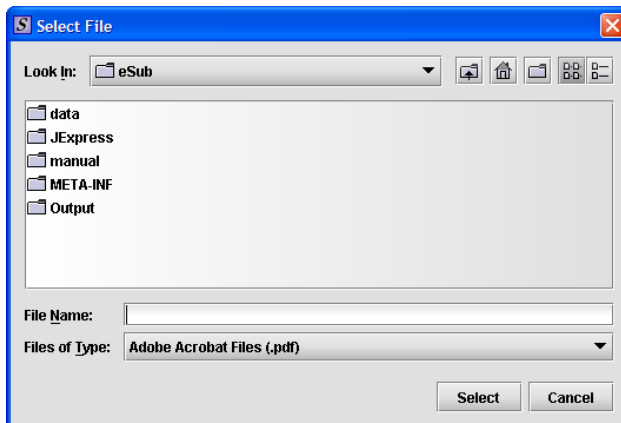 S Select File
Look In: eSub
data
JExpress
manual
META-INF
Output
File Name:
Files of Type: Adobe Acrobat Files (.pdf)
Select Cancel